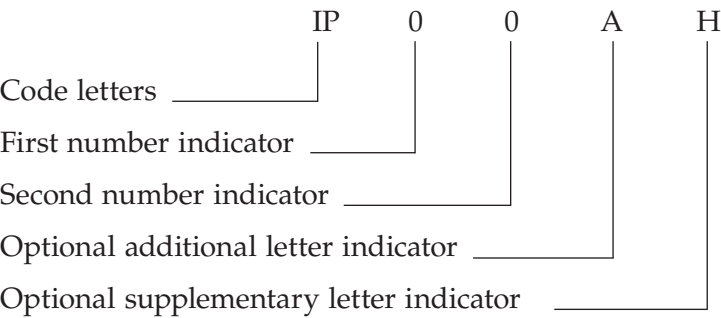 IP 0 0 A H
Code letters
First number indicator
Second number indicator
Optional additional letter indicator
Optional supplementary letter indicator